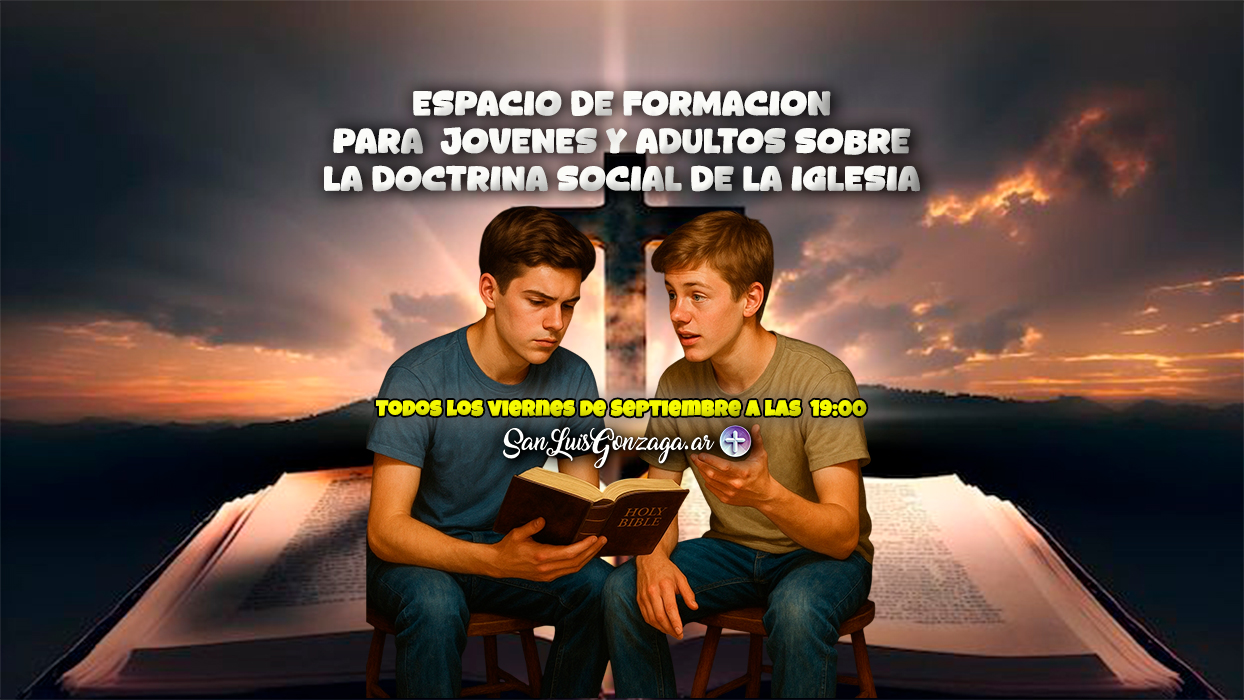 ESPACIO DE FORMACION
PARA JOVENES Y ADULTOS SOBRE
LA DOCTRINA SOCIAL DE LA IGLESIA
TODOS LOS VIERNES DE SEPTIEMBRE A LAS 19:00
SanLuisGonzaga.ar
HOLY
BIBLE